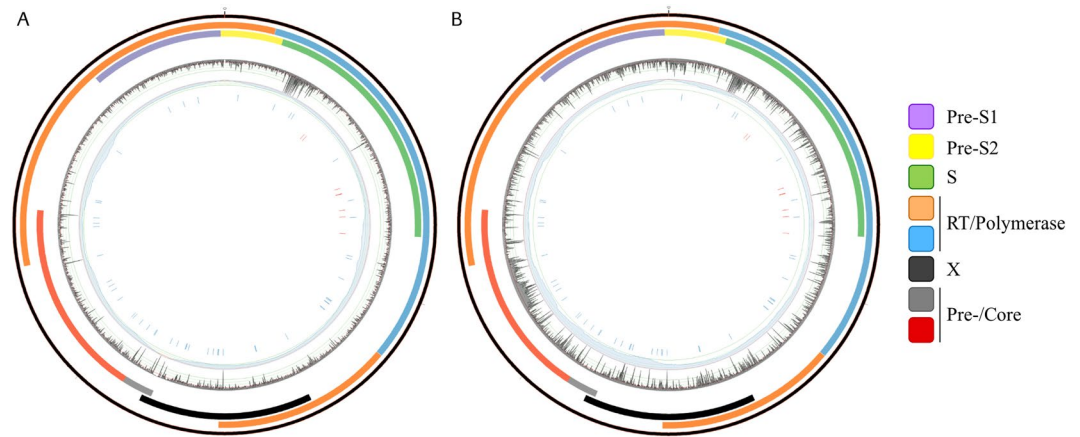 A
B
Pre-S1
Pre-S2
S
RT/Polymerase
X
Pre-/Core